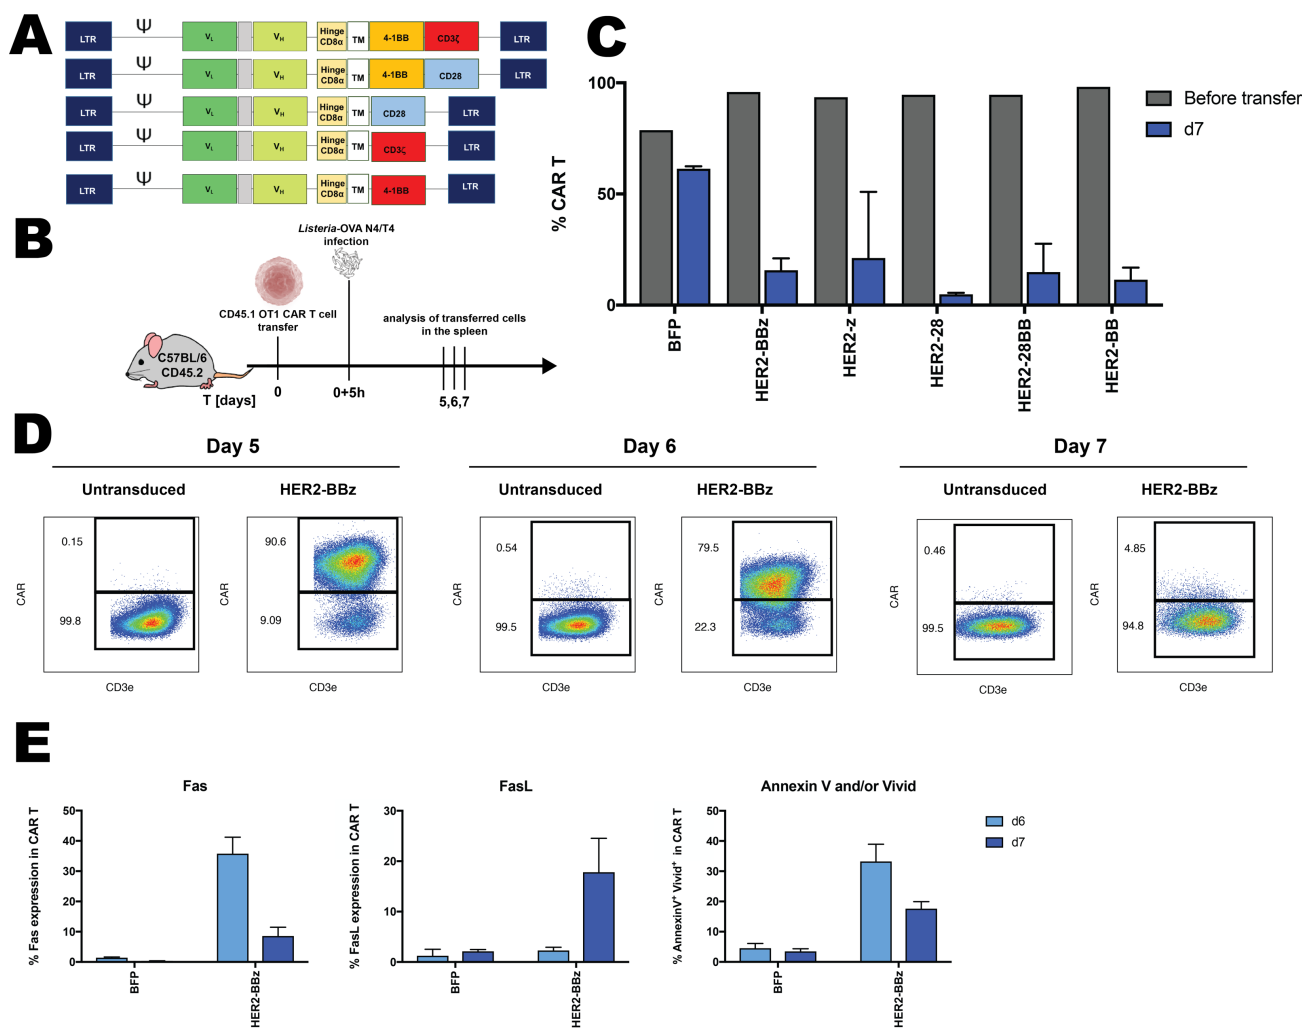 A
LTR Ψ VL VH Hinge CD8α TM 4-1BB CD3ζ LTR
LTR Ψ VL VH Hinge CD8α TM 4-1BB CD28 LTR
LTR Ψ VL VH Hinge CD8α TM CD28 LTR
LTR Ψ VL VH Hinge CD8α TM CD3ζ LTR
LTR Ψ VL VH Hinge CD8α TM 4-1BB LTR
B
Listeria-OVA N4/T4
infection
CD45.1 OT1 CAR T cell
transfer
analysis of transferred cells
in the spleen
C57BL/6
CD45.2
T [days]
0
0+5h
5,6,7
C
% CAR T
100
50
0
Before transfer
d7
BFP
HER2-BBz
HER2-z
HER2-28
HER2-28BB
HER2-BB
D
Day 5
Untransduced
HER2-BBz
CAR
0.15
99.8
CD3e
CAR
90.6
9.09
CD3e
Day 6
Untransduced
HER2-BBz
CAR
0.54
99.5
CD3e
CAR
79.5
22.3
CD3e
Day 7
Untransduced
HER2-BBz
CAR
0.46
99.5
CD3e
CAR
4.85
94.8
CD3e
E
Fas
% Fas expression in CAR T
50
40
30
20
10
0
BFP
HER2-BBz
FasL
% FasL expression in CAR T
30
20
10
0
BFP
HER2-BBz
Annexin V and/or Vivid
% AnnexinV+ Vivid+ in CAR T
50
40
30
20
10
0
BFP
HER2-BBz
d6
d7